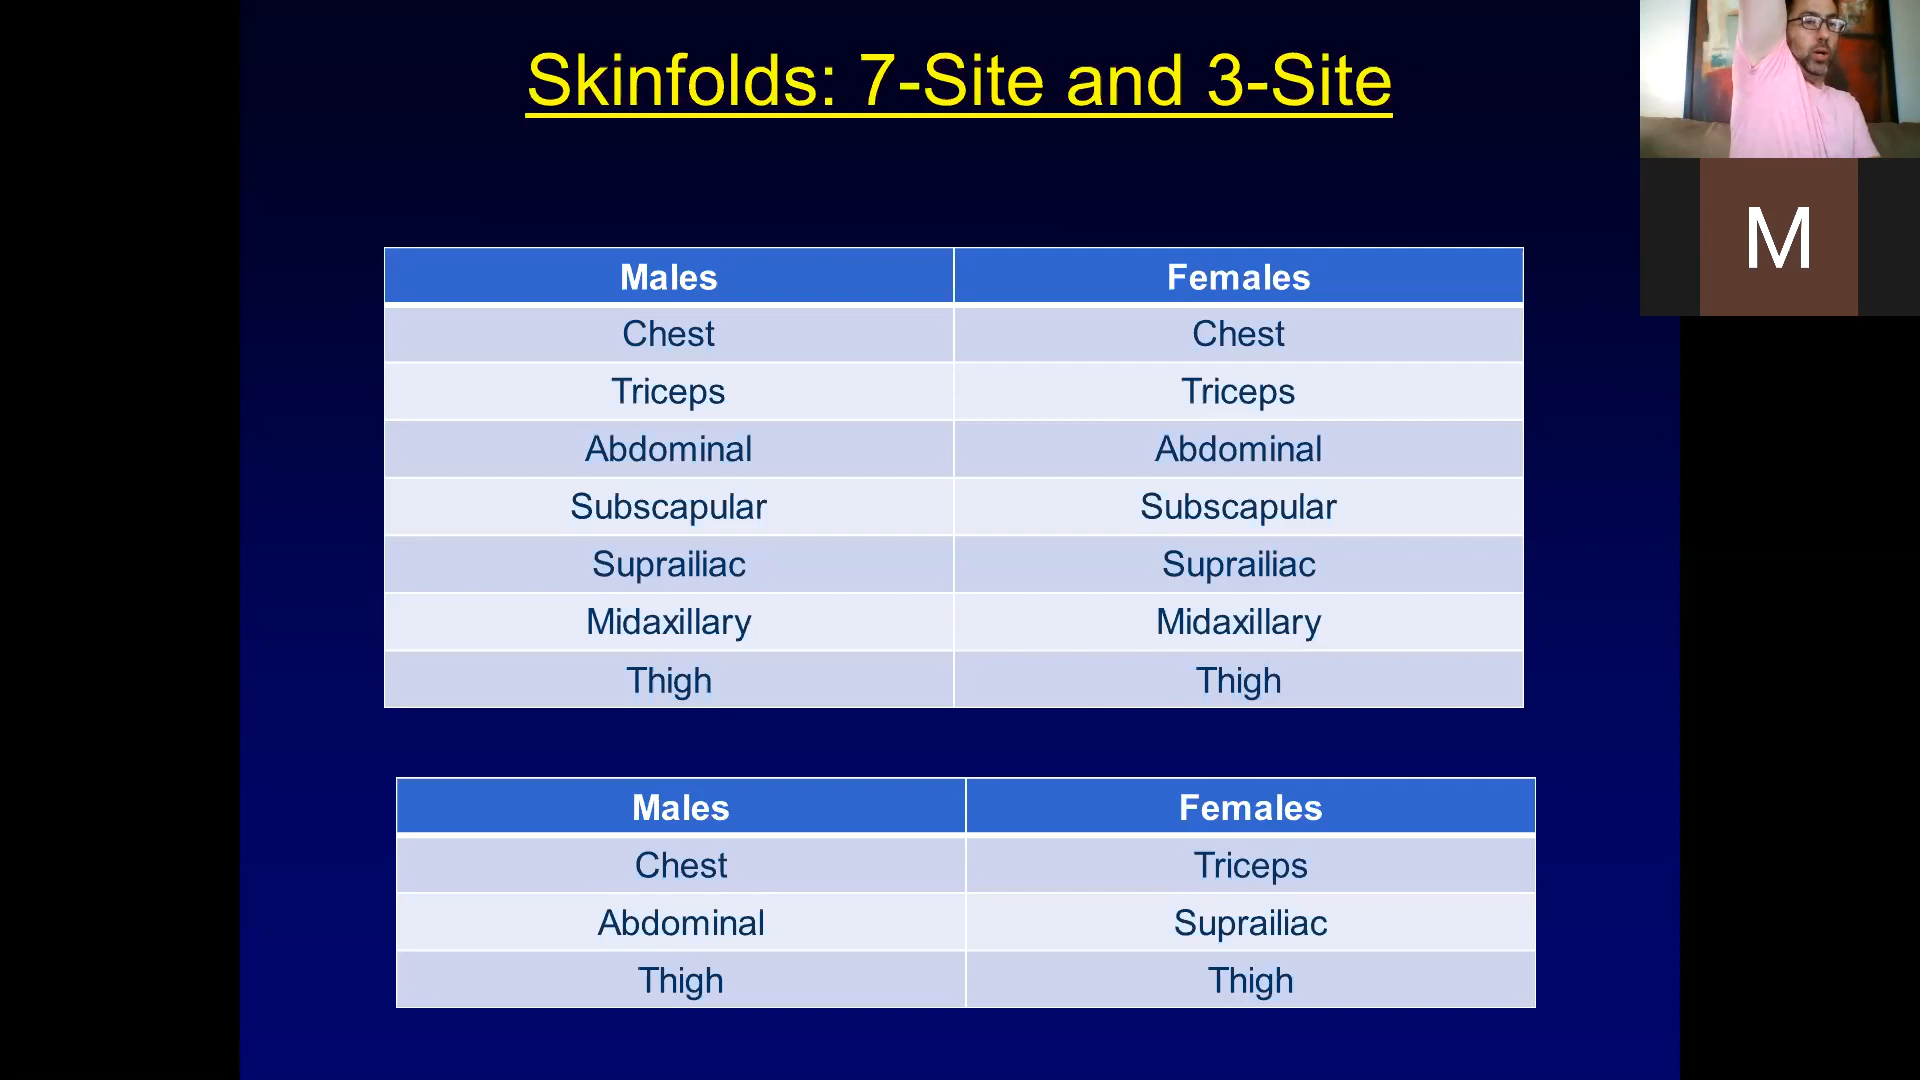 Skinfolds: 7-Site and 3-Site
M
Males Females
Chest Chest
Triceps Triceps
Abdominal Abdominal
Subscapular Subscapular
Suprailiac Suprailiac
Midaxillary Midaxillary
Thigh Thigh
Males Females
Chest Triceps
Abdominal Suprailiac
Thigh Thigh